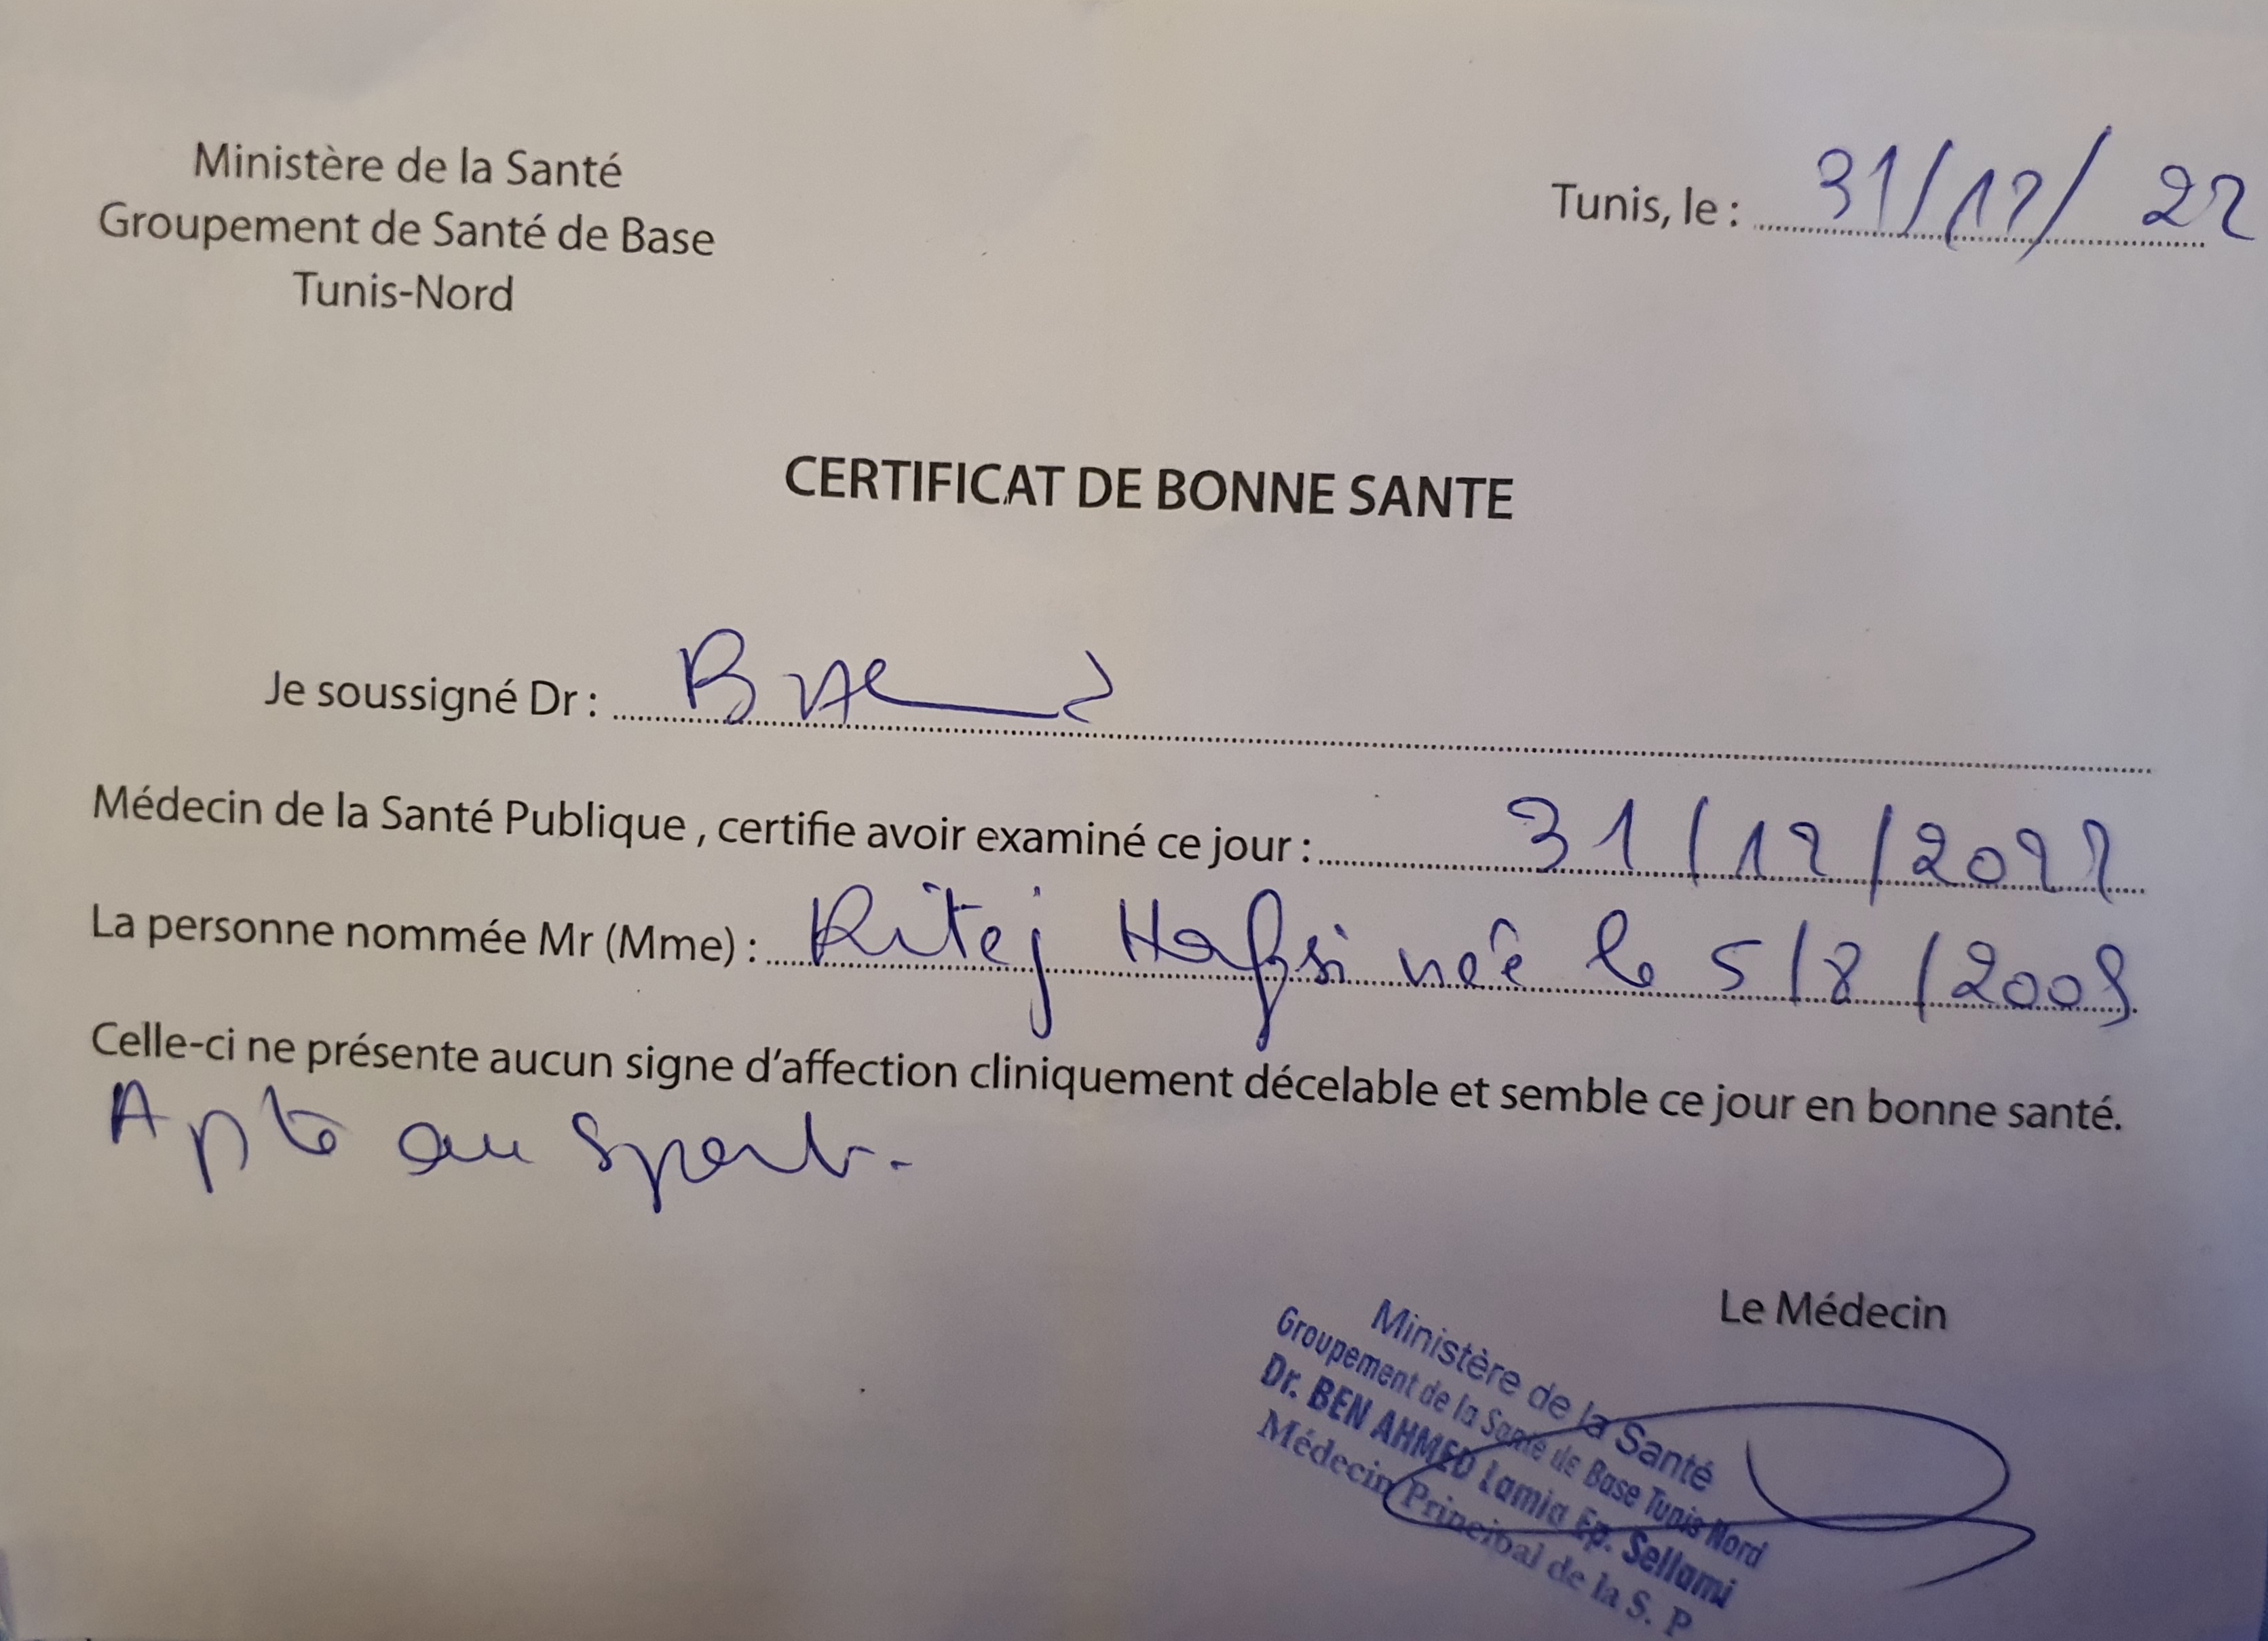 Ministère de la Santé
Groupement de Santé de Base
Tunis-Nord
Tunis, le : 31/12/22
CERTIFICAT DE BONNE SANTE
Je soussigné Dr :
Médecin de la Santé Publique , certifie avoir examiné ce jour : 31/12/2022
La personne nommée Mr (Mme) : Ritej Hafsi née le 5/8/2009
Celle-ci ne présente aucun signe d'affection cliniquement décelable et semble ce jour en bonne santé.
Apte au sport.
Le Médecin
Ministère de la Santé
Groupement de la Santé de Base Tunis Nord
Dr. BEN AHMED Lamia Ep. Sellami
Médecin Principal de la S. P